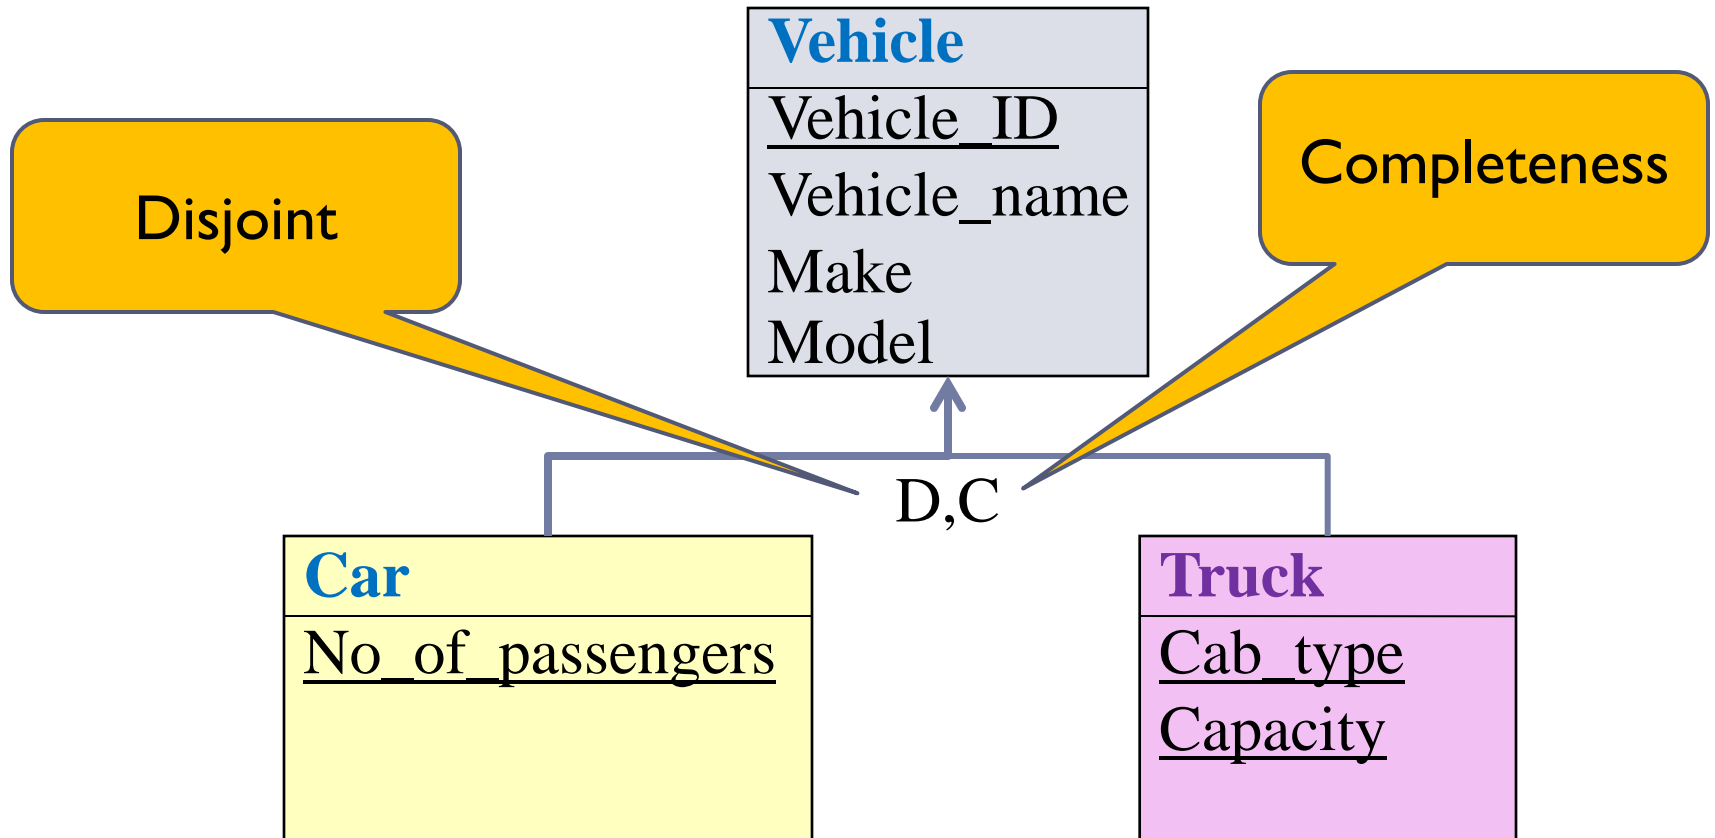 Vehicle
Vehicle_ID
Vehicle_name
Make
Model
Disjoint
Completeness
D,C
Car
No_of_passengers
Truck
Cab_type
Capacity